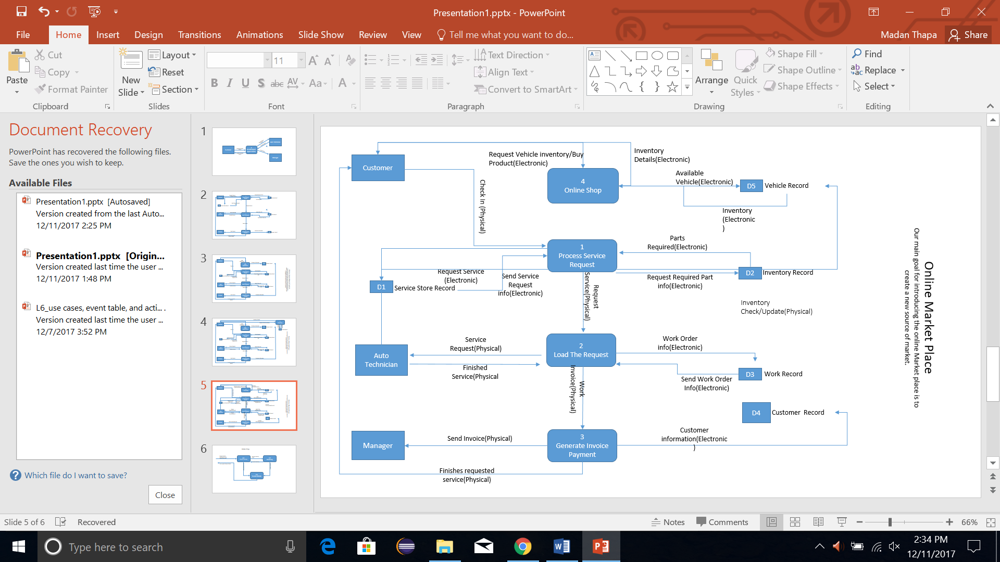 Presentation1.pptx - PowerPoint
File
Home
Insert
Design
Transitions
Animations
Slide Show
Review
View
Tell me what you want to do...
Madan Thapa
Share
Paste
Cut
Copy
Format Painter
Clipboard
New
Slide
Layout
Reset
Section
Slides
11
Font
Text Direction
Align Text
Convert to SmartArt
Paragraph
Arrange
Quick
Styles
Shape Fill
Shape Outline
Shape Effects
Drawing
Find
Replace
Select
Editing
Document Recovery
PowerPoint has recovered the following files.
Save the ones you wish to keep.
Available Files
Presentation1.pptx [Autosaved]
Version created from the last Auto...
12/11/2017 2:25 PM
Presentation1.pptx [Origin...
Version created last time the user ...
12/11/2017 1:48 PM
L6_use cases, event table, and acti... .
Version created last time the user ...
12/7/2017 3:52 PM
Which file do I want to save?
Close
1
2
3
4
5
6
Customer
Request Vehicle inventory/Buy
Product(Electronic)
Inventory
Details(Electronic)
4
Online Shop
Available
Vehicle(Electronic)
D5
Vehicle Record
Inventory
(Electronic
)
Check In (Physical)
1
Process Service
Request
Parts
Required(Electronic)
D2
Inventory Record
Request Required Part
info(Electronic)
Request Service
(Electronic)
Send Service
Request
info(Electronic)
D1
Service Store Record
Request
Service(Physical)
Inventory
Check/Update(Physical)
Auto
Technician
Service
Request(Physical)
Finished
Service(Physical
2
Load The Request
Work Order
info(Electronic)
D3
Work Record
Send Work Order
Info(Electronic)
Work
Invoice(Physical)
D4
Customer Record
Manager
Send Invoice(Physical)
3
Generate Invoice
Payment
Customer
information(Electronic
)
Finishes requested
service(Physical)
Online Market Place
Our main goal for introducing the online Market place is to
create a new source of market.
Slide 5 of 6
Recovered
Notes
Comments
66%
Type here to search
2:34 PM
12/11/2017